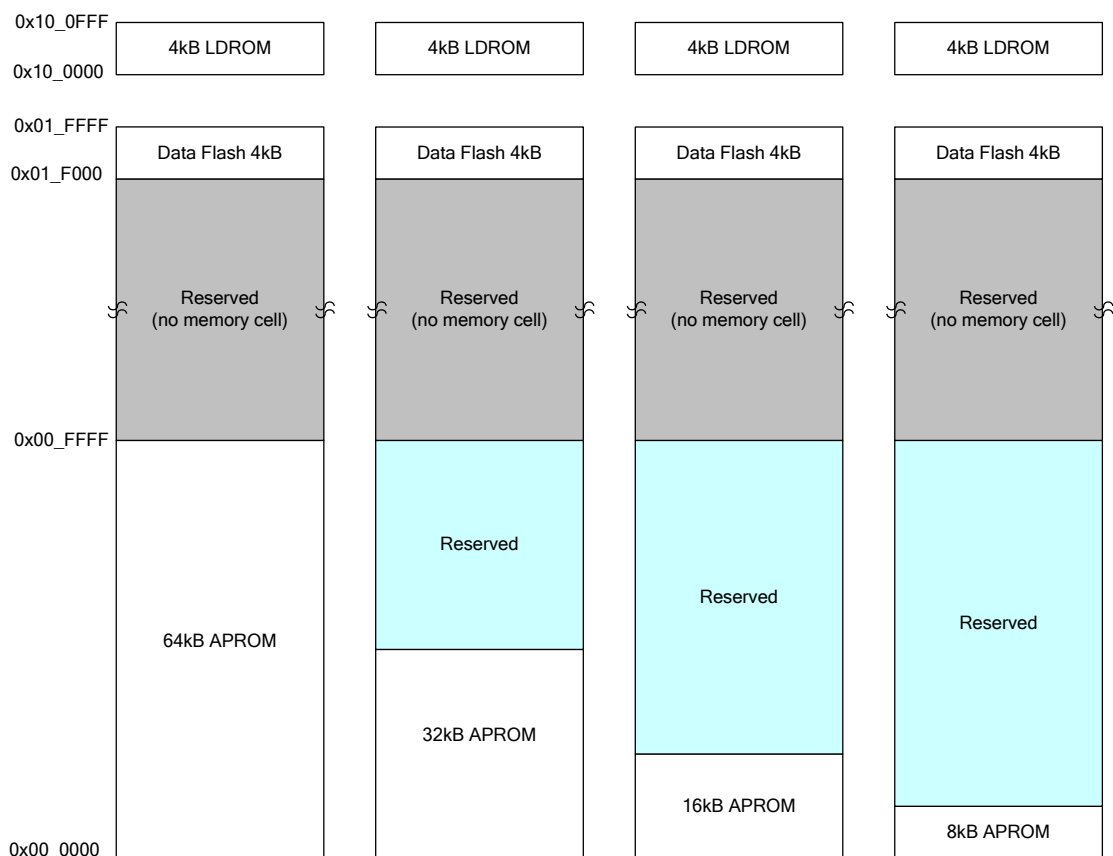 0x10_0FFF
4kB LDROM
4kB LDROM
4kB LDROM
4kB LDROM
0x10_0000
0x01_FFFF
Data Flash 4kB
Data Flash 4kB
Data Flash 4kB
Data Flash 4kB
0x01_F000
Reserved
(no memory cell)
Reserved
(no memory cell)
Reserved
(no memory cell)
Reserved
(no memory cell)
0x00_FFFF
Reserved
Reserved
Reserved
64kB APROM
32kB APROM
16kB APROM
8kB APROM
0x00_0000